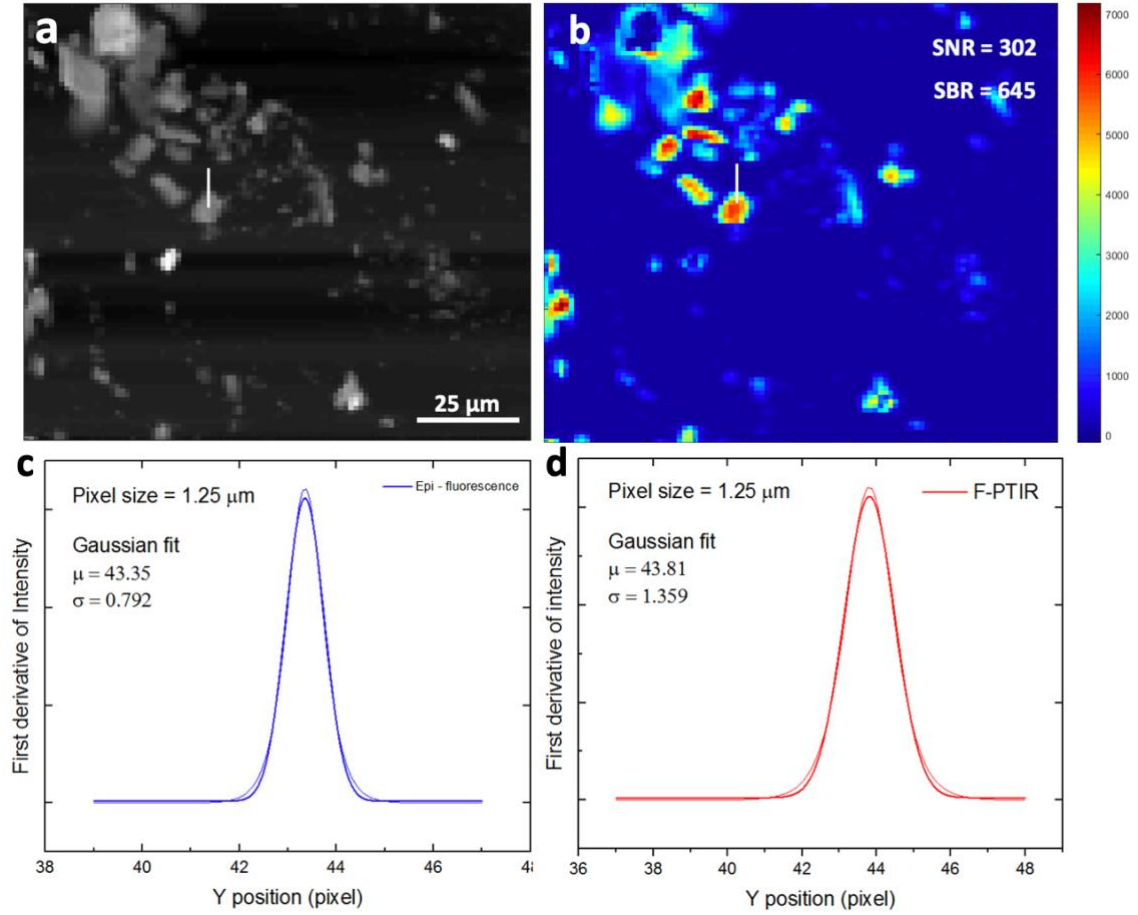 a
25 μm
b
SNR = 302
SBR = 645
7000
6000
5000
4000
3000
2000
1000
0
c
Pixel size = 1.25 μm
Epi - fluorescence
Gaussian fit
μ = 43.35
σ = 0.792
First derivative of Intensity
38 40 42 44 46 48
Y position (pixel)
d
Pixel size = 1.25 μm
F-PTIR
Gaussian fit
μ = 43.81
σ = 1.359
First derivative of intensity
36 38 40 42 44 46 48
Y position (pixel)